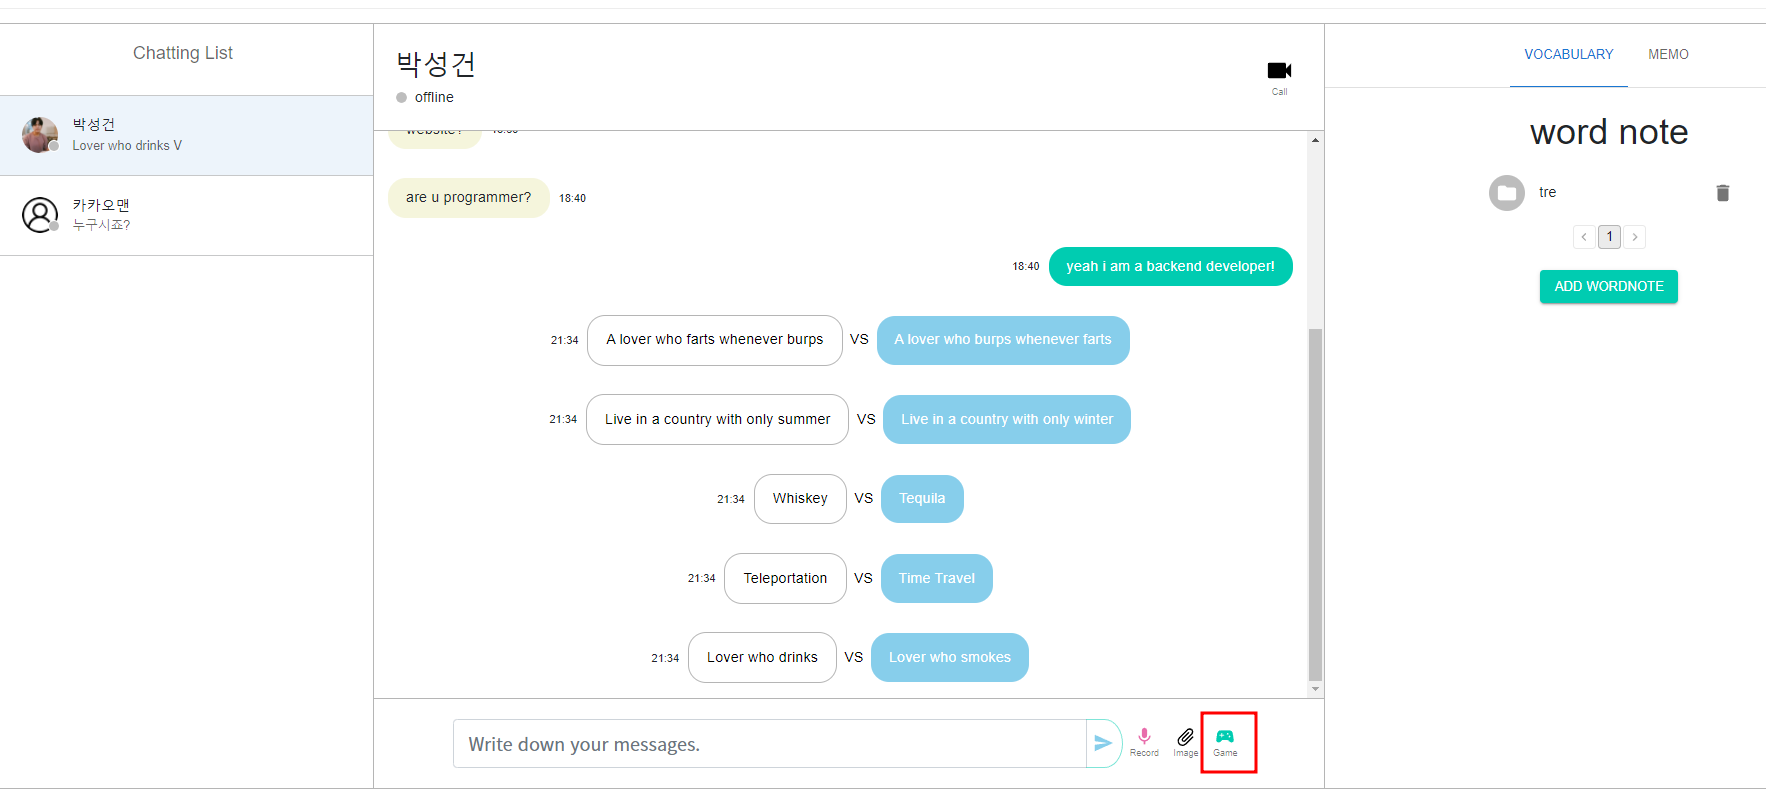 Chatting List
박성건
Lover who drinks V
카카오맨
누구시죠?
박성건
offline
Call
website?
are u programmer?
18:40
18:40
yeah i am a backend developer!
21:34
A lover who farts whenever burps
VS
A lover who burps whenever farts
21:34
Live in a country with only summer
VS
Live in a country with only winter
21:34
Whiskey
VS
Tequila
21:34
Teleportation
VS
Time Travel
21:34
Lover who drinks
VS
Lover who smokes
Write down your messages.
Record
Image
Game
VOCABULARY
MEMO
word note
tre
1
ADD WORDNOTE